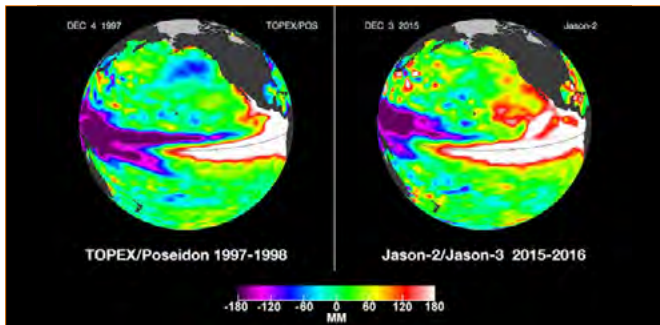 DEC 4 1997
TOPEX/POS
DEC 3 2015
Jason-2
TOPEX/Poseidon 1997-1998
Jason-2/Jason-3 2015-2016
-180 -120 -60 0 60 120 180
MM